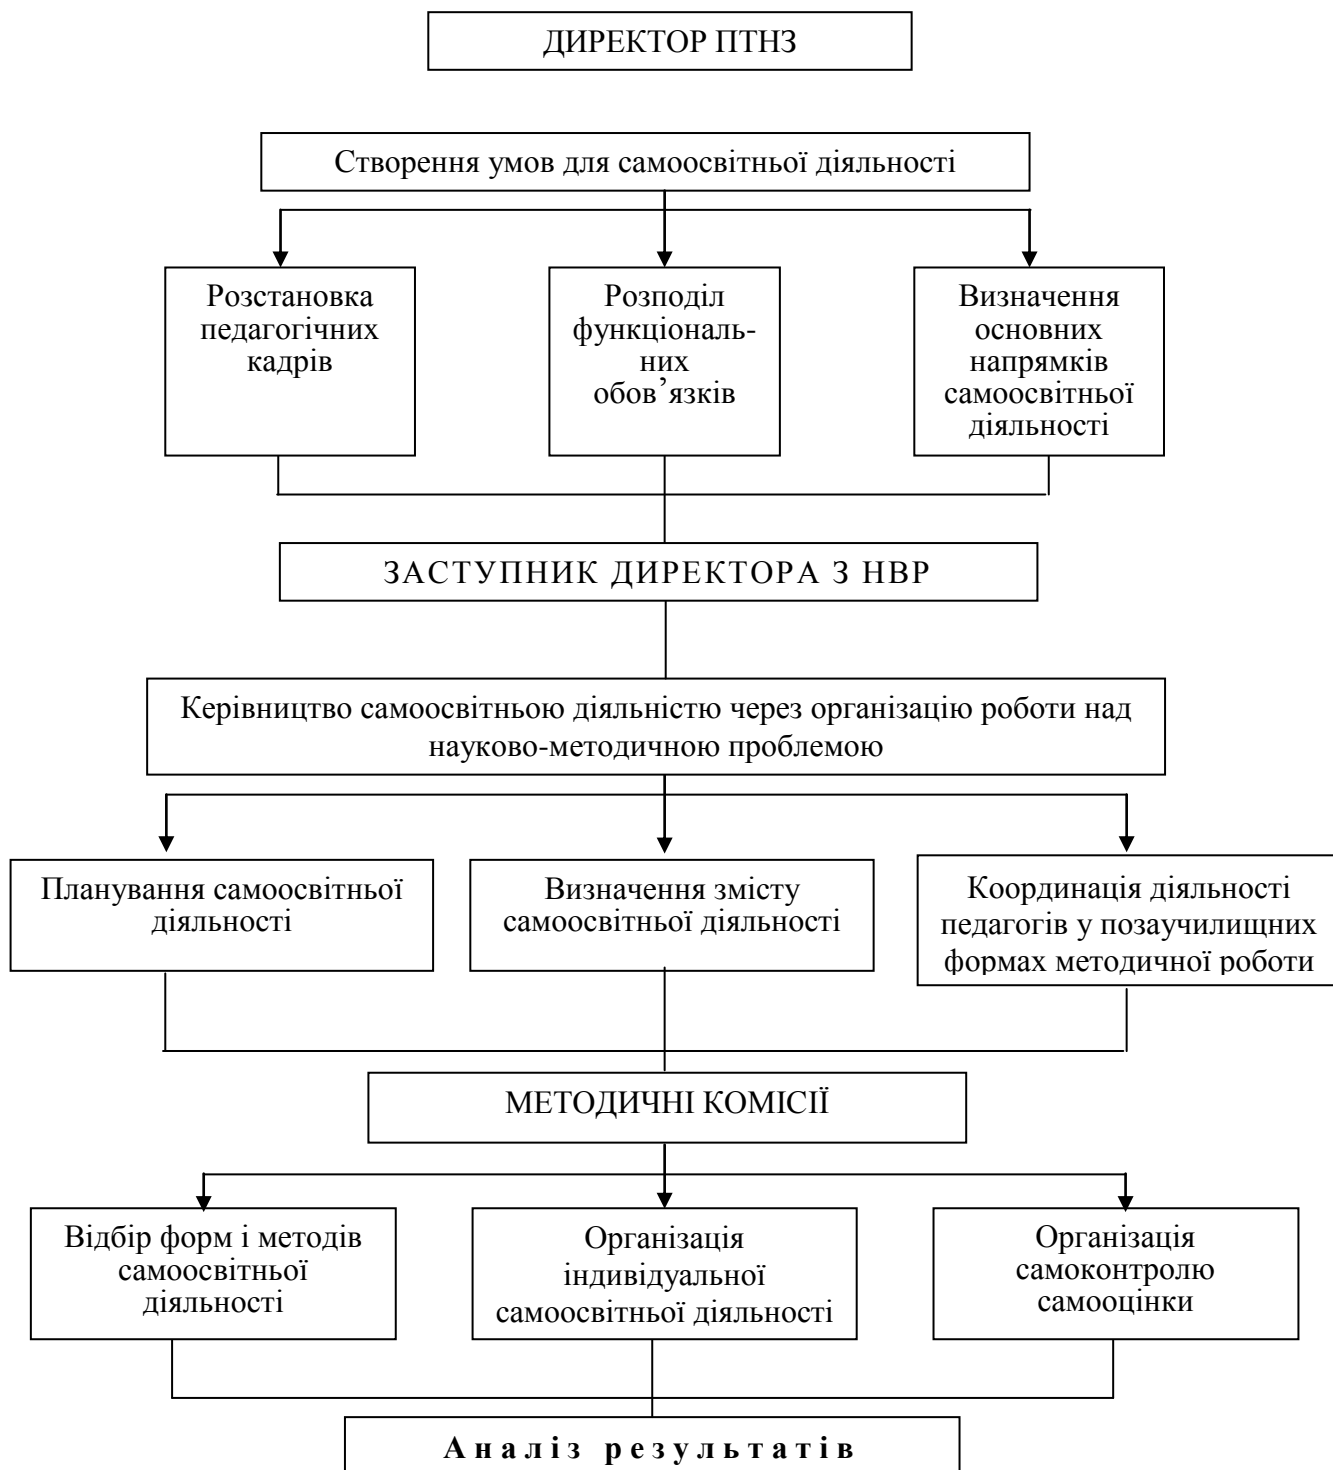 ДИРЕКТОР ПТНЗ
Створення умов для самоосвітньої діяльності
Розстановка
педагогічних
кадрів
Розподіл
функціональ-
них
обов’язків
Визначення
основних
напрямків
самоосвітньої
діяльності
ЗАСТУПНИК ДИРЕКТОРА З НВР
Керівництво самоосвітньою діяльністю через організацію роботи над
науково-методичною проблемою
Планування самоосвітньої
діяльності
Визначення змісту
самоосвітньої діяльності
Координація діяльності
педагогів у позаучилищних
формах методичної роботи
МЕТОДИЧНІ КОМІСІЇ
Відбір форм і методів
самоосвітньої
діяльності
Організація
індивідуальної
самоосвітньої діяльності
Організація
самоконтролю
самооцінки
Аналіз результатів